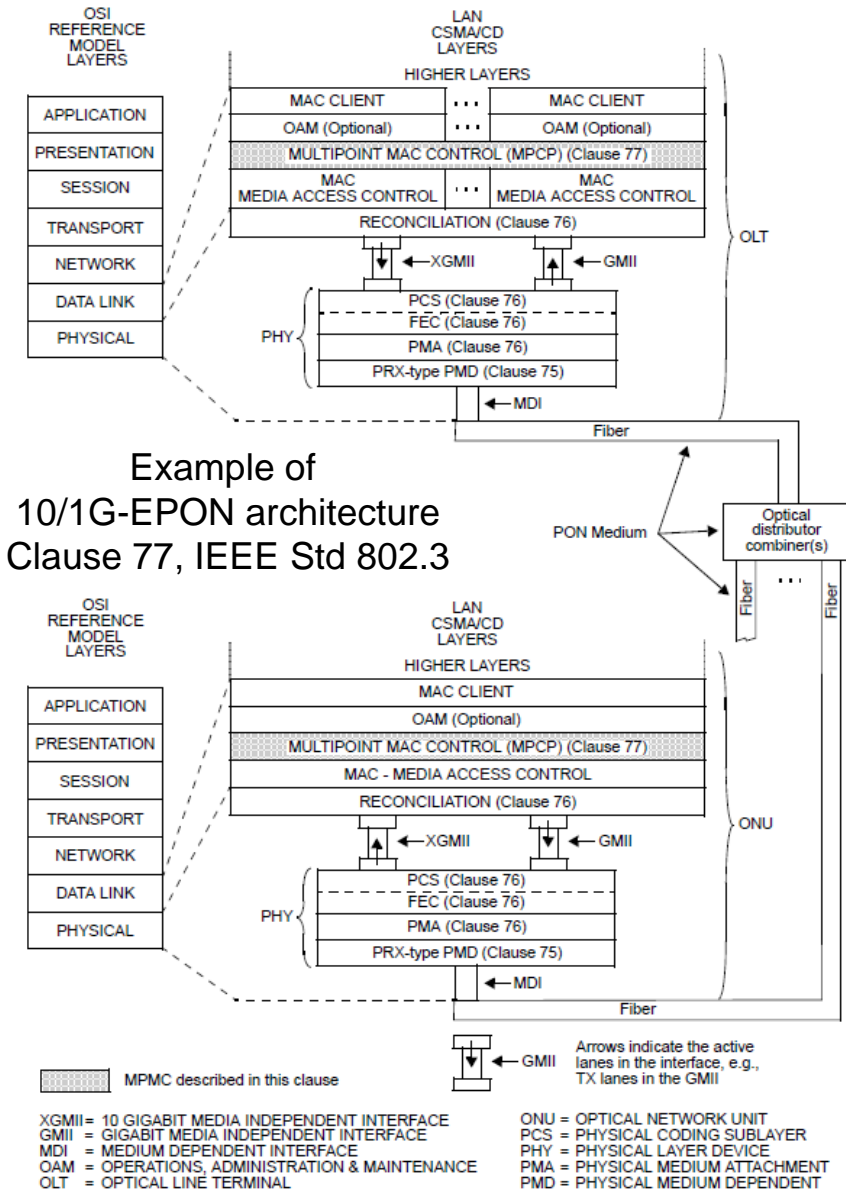 OSI
REFERENCE
MODEL
LAYERS
LAN
CSMA/CD
LAYERS
HIGHER LAYERS
APPLICATION
PRESENTATION
SESSION
TRANSPORT
NETWORK
DATA LINK
PHYSICAL
MAC CLIENT
...
MAC CLIENT
OAM (Optional)
...
OAM (Optional)
MULTIPOINT MAC CONTROL (MPCP) (Clause 77)
MAC
MEDIA ACCESS CONTROL
...
MAC
MEDIA ACCESS CONTROL
RECONCILIATION (Clause 76)
XGMII
GMII
OLT
PHY
PCS (Clause 76)
FEC (Clause 76)
PMA (Clause 76)
PRX-type PMD (Clause 75)
MDI
Fiber
Example of
10/1G-EPON architecture
Clause 77, IEEE Std 802.3
PON Medium
Optical
distributor
combiner(s)
Fiber
...
Fiber
OSI
REFERENCE
MODEL
LAYERS
LAN
CSMA/CD
LAYERS
HIGHER LAYERS
APPLICATION
PRESENTATION
SESSION
TRANSPORT
NETWORK
DATA LINK
PHYSICAL
MAC CLIENT
OAM (Optional)
MULTIPOINT MAC CONTROL (MPCP) (Clause 77)
MAC - MEDIA ACCESS CONTROL
RECONCILIATION (Clause 76)
XGMII
GMII
ONU
PHY
PCS (Clause 76)
FEC (Clause 76)
PMA (Clause 76)
PRX-type PMD (Clause 75)
MDI
Fiber
MPMC described in this clause
GMII
Arrows indicate the active
lanes in the interface, e.g.,
TX lanes in the GMII
XGMII= 10 GIGABIT MEDIA INDEPENDENT INTERFACE
GMII = GIGABIT MEDIA INDEPENDENT INTERFACE
MDI = MEDIUM DEPENDENT INTERFACE
OAM = OPERATIONS, ADMINISTRATION & MAINTENANCE
OLT = OPTICAL LINE TERMINAL
ONU = OPTICAL NETWORK UNIT
PCS = PHYSICAL CODING SUBLAYER
PHY = PHYSICAL LAYER DEVICE
PMA = PHYSICAL MEDIUM ATTACHMENT
PMD = PHYSICAL MEDIUM DEPENDENT